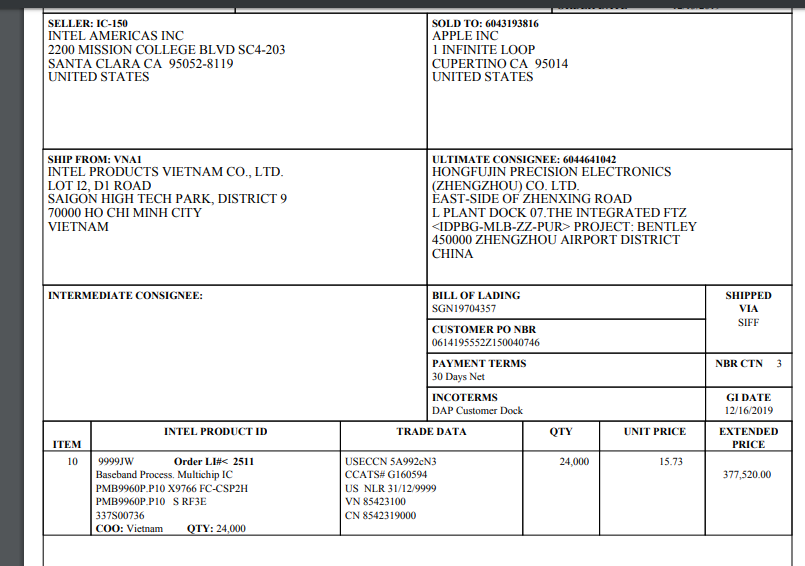 SELLER: IC-150
INTEL AMERICAS INC
2200 MISSION COLLEGE BLVD SC4-203
SANTA CLARA CA 95052-8119
UNITED STATES
SOLD TO: 6043193816
APPLE INC
1 INFINITE LOOP
CUPERTINO CA 95014
UNITED STATES
SHIP FROM: VNA1
INTEL PRODUCTS VIETNAM CO., LTD.
LOT I2, D1 ROAD
SAIGON HIGH TECH PARK, DISTRICT 9
70000 HO CHI MINH CITY
VIETNAM
ULTIMATE CONSIGNEE: 6044641042
HONGFUJIN PRECISION ELECTRONICS
(ZHENGZHOU) CO. LTD.
EAST-SIDE OF ZHENXING ROAD
L PLANT DOCK 07.THE INTEGRATED FTZ
<IDPBG-MLB-ZZ-PUR> PROJECT: BENTLEY
450000 ZHENGZHOU AIRPORT DISTRICT
CHINA
INTERMEDIATE CONSIGNEE:
BILL OF LADING
SGN19704357
SHIPPED
VIA
SIFF
CUSTOMER PO NBR
0614195552Z150040746
PAYMENT TERMS
30 Days Net
NBR CTN 3
INCOTERMS
DAP Customer Dock
GI DATE
12/16/2019
ITEM
INTEL PRODUCT ID
TRADE DATA
QTY
UNIT PRICE
EXTENDED
PRICE
10
9999JW Order LI#< 2511
Baseband Process. Multichip IC
PMB9960P.P10 X9766 FC-CSP2H
PMB9960P.P10 S RF3E
337S00736
COO: Vietnam QTY: 24,000
USECCN 5A992cN3
CCATS# G160594
US NLR 31/12/9999
VN 85423100
CN 8542319000
24,000
15.73
377,520.00